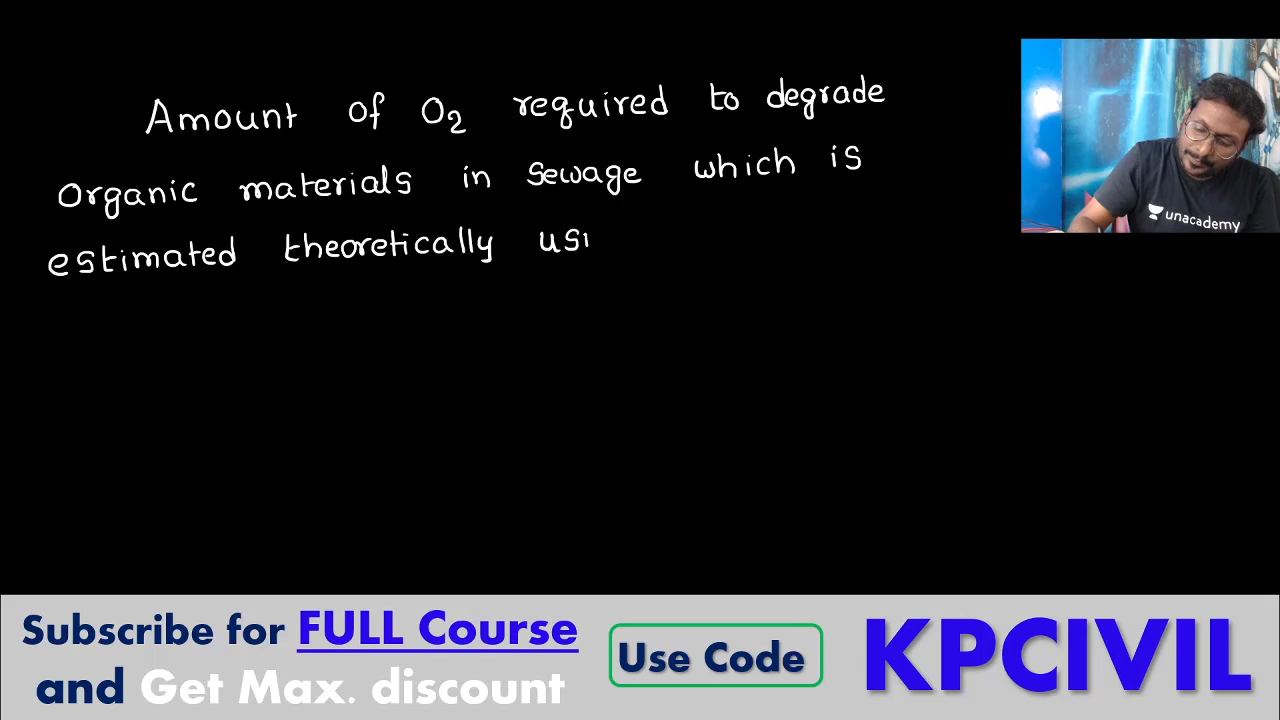 Amount of O2 required to degrade
organic materials in sewage which is
estimated theoretically usi
unacademy
Subscribe for FULL Course
and Get Max. discount
Use Code
KPCIVIL